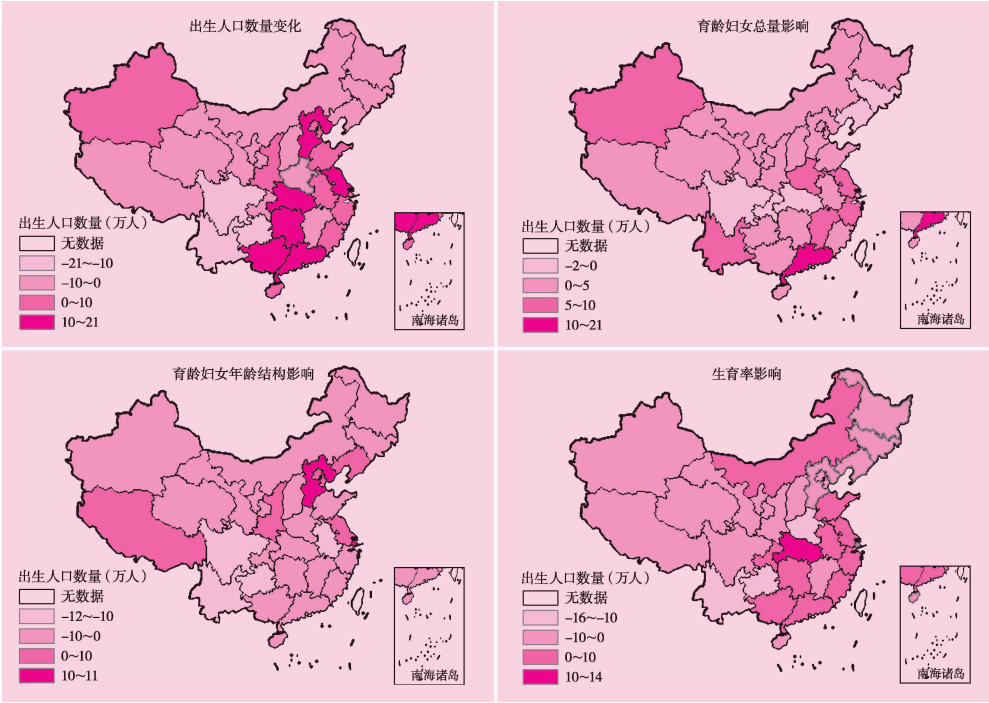 出生人口数量变化
出生人口数量（万人）
无数据
-21~-10
-10~0
0~10
10~21
南海诸岛
育龄妇女总量影响
出生人口数量（万人）
无数据
-2~0
0~5
5~10
10~21
南海诸岛
育龄妇女年龄结构影响
出生人口数量（万人）
无数据
-12~-10
-10~0
0~10
10~11
南海诸岛
生育率影响
出生人口数量（万人）
无数据
-16~-10
-10~0
0~10
10~14
南海诸岛